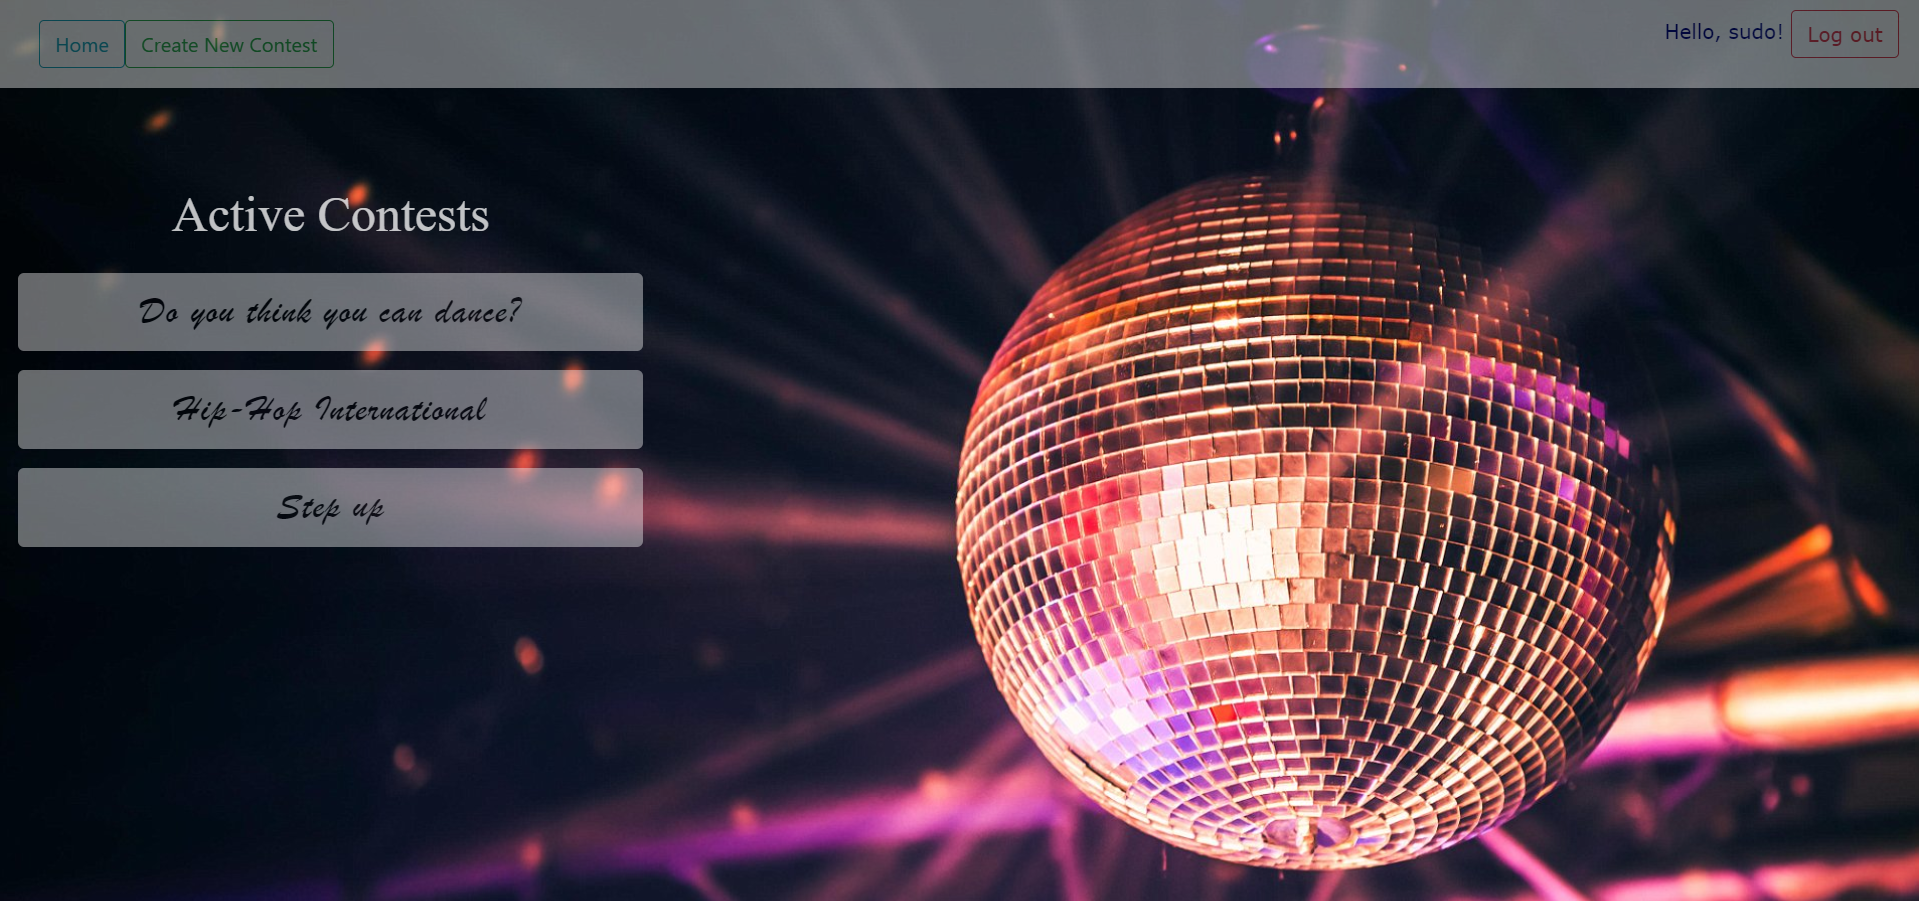 Home Create New Contest Hello, sudo! Log out
Active Contests
Do you think you can dance?
Hip-Hop International
Step up